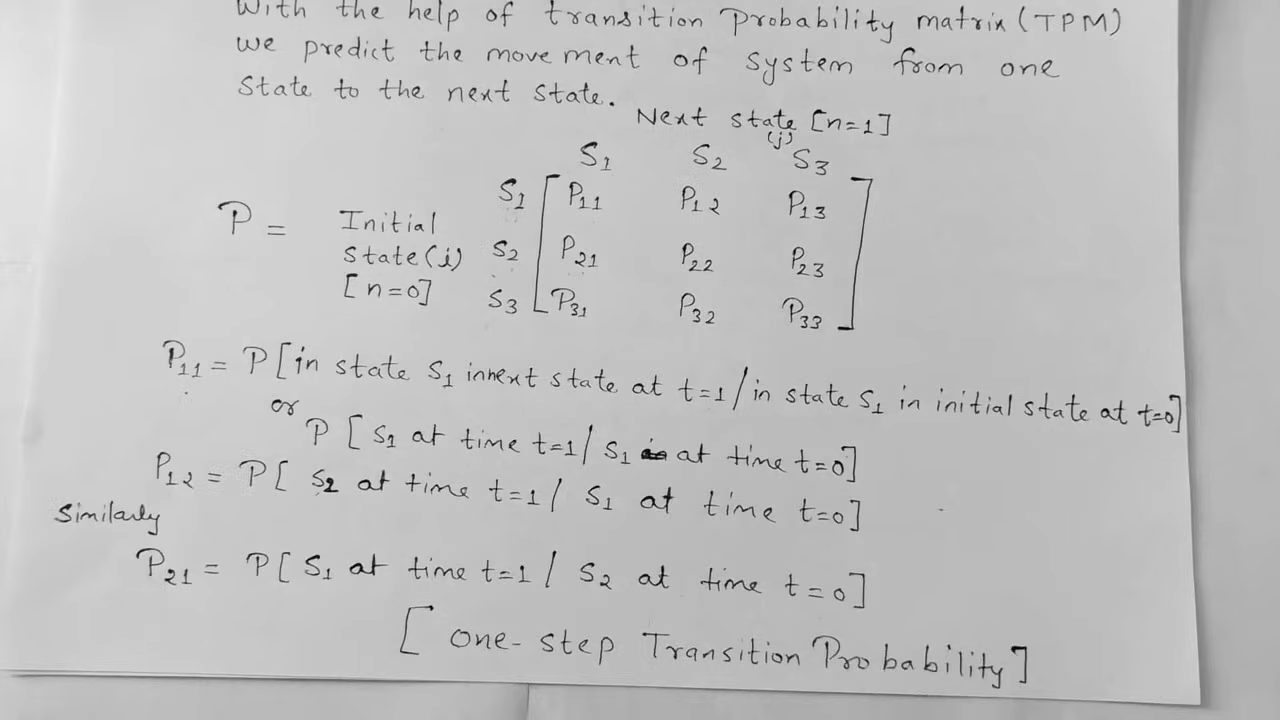 With the help of transition Probability matrix (TPM)
we predict the movement of system from one
State to the next state.
Next state [n=1]
(j)
S1 S2 S3
P = Initial state (i) [n=0]
S1 [ P11 P12 P13 ]
S2 P21 P22 P23
S3 P31 P32 P33
P11 = P[in state S1 in next state at t=1/in state S1 in initial state at t=0]
or
P [S1 at time t=1/ S1 at time t=0]
P12 = P[ S2 at time t=1/ S1 at time t=0]
Similarly
P21 = P[ S1 at time t=1 / S2 at time t=0]
[One-step Transition Probability]